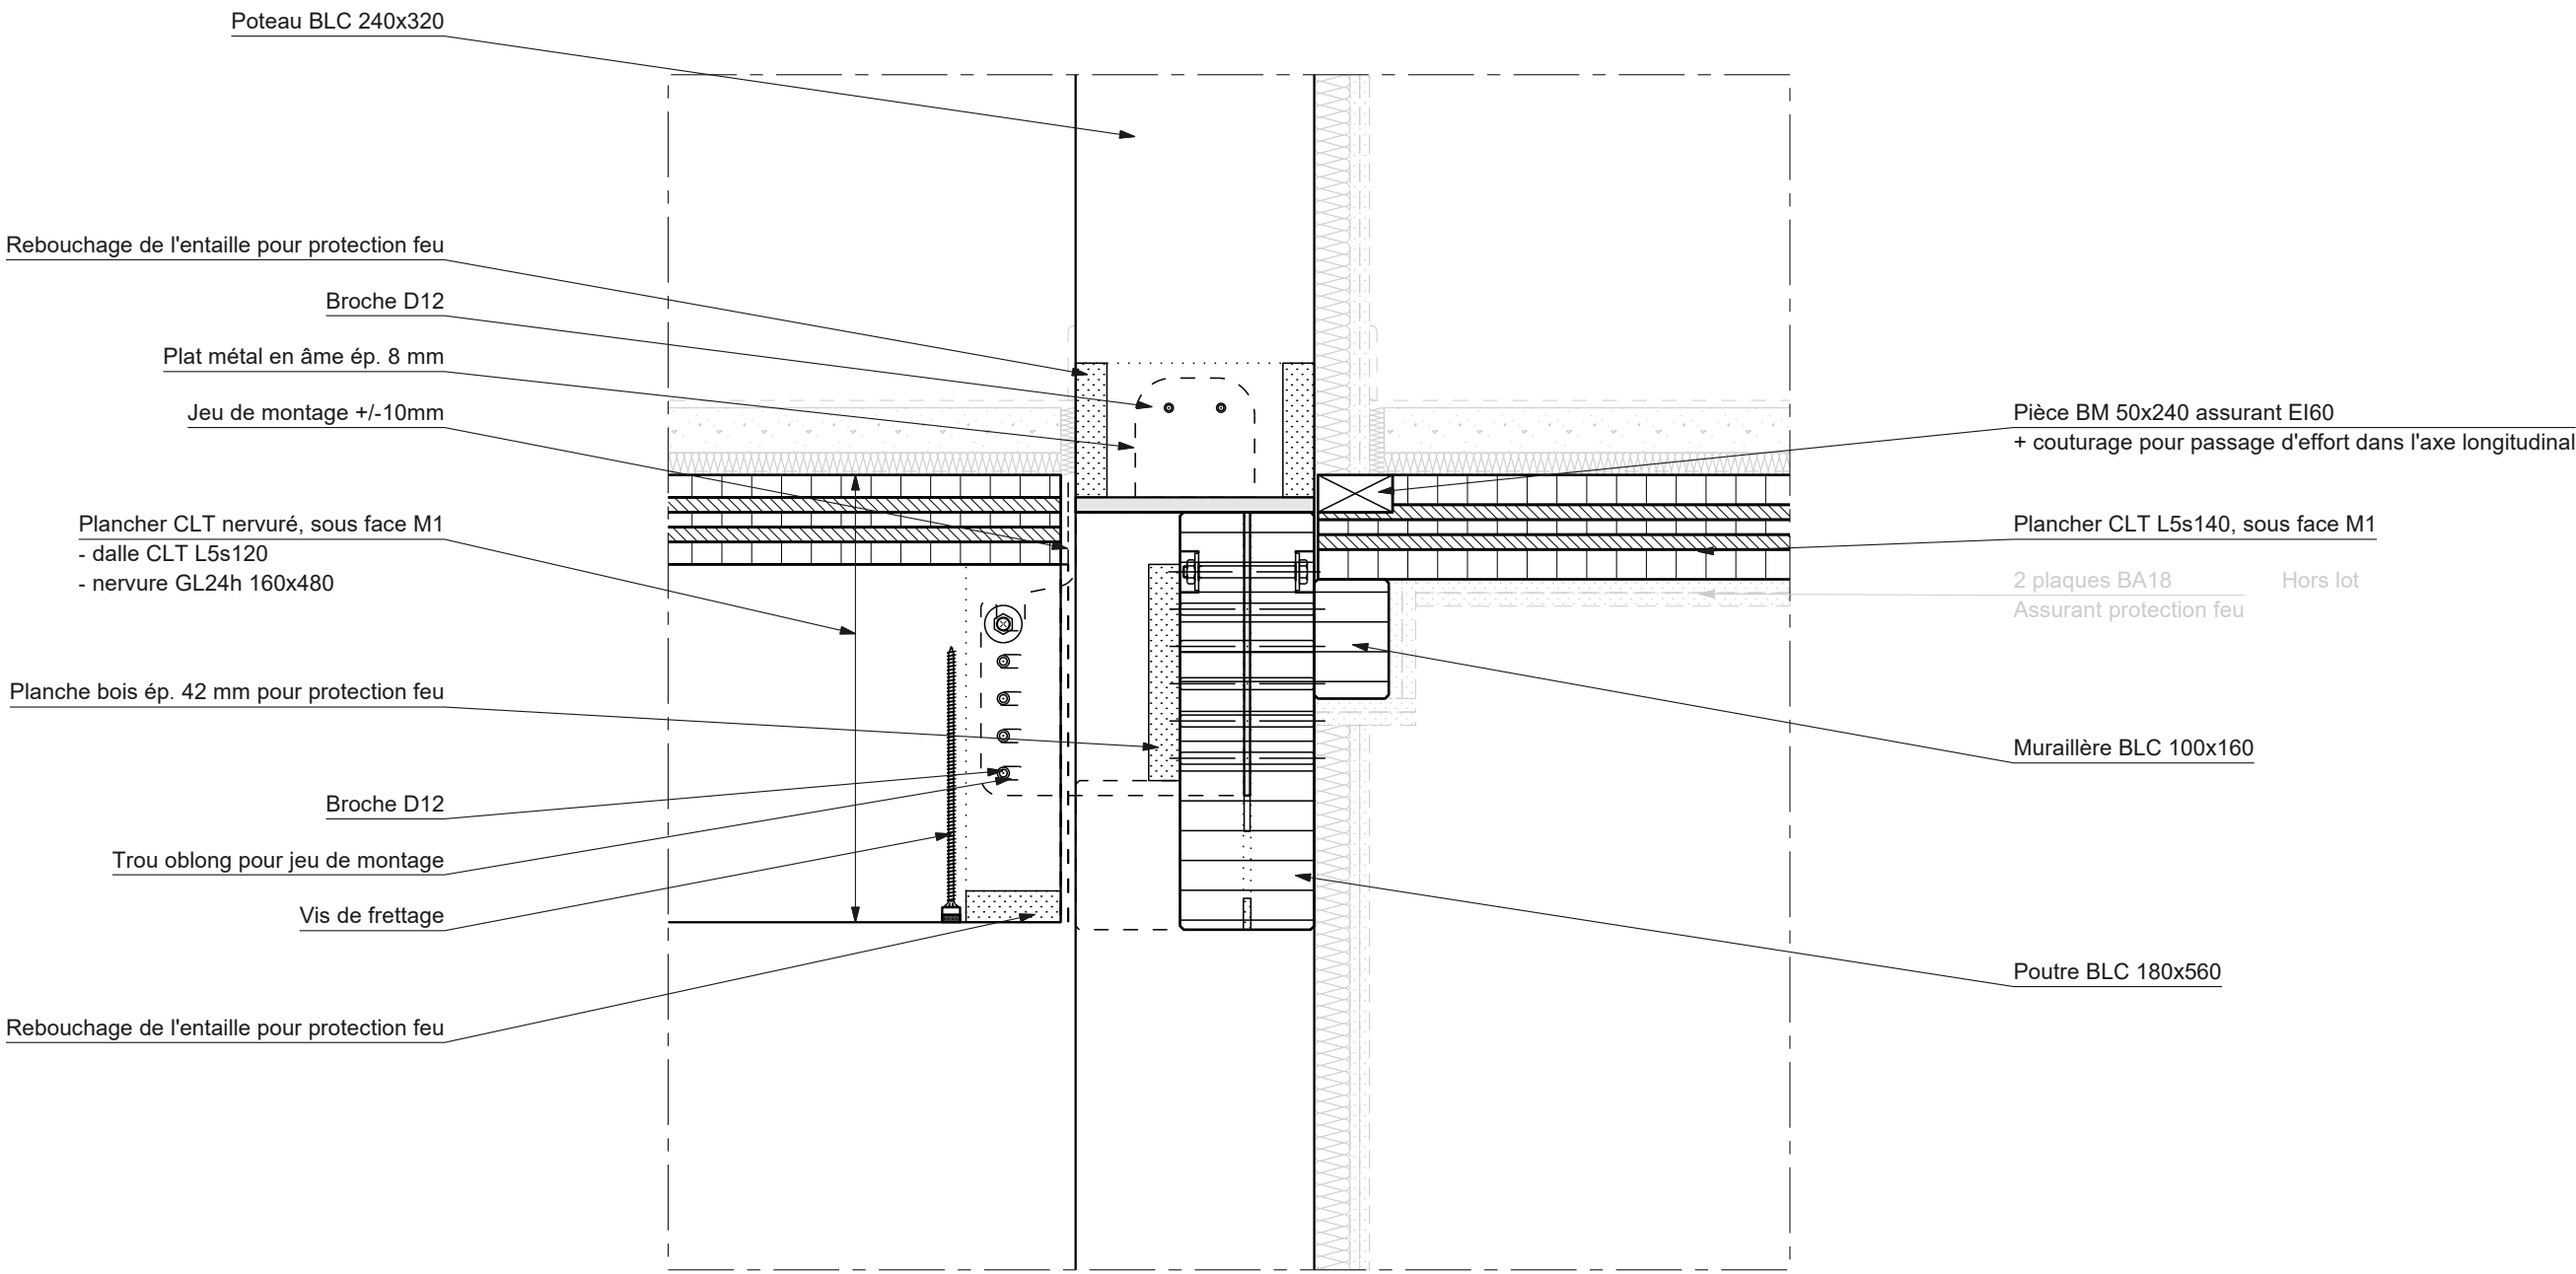 Poteau BLC 240x320
Rebouchage de l'entaille pour protection feu
Broche D12
Plat métal en âme ép. 8 mm
Jeu de montage +/-10mm
Plancher CLT nervuré, sous face M1
- dalle CLT L5s120
- nervure GL24h 160x480
Planche bois ép. 42 mm pour protection feu
Broche D12
Trou oblong pour jeu de montage
Vis de frettage
Rebouchage de l'entaille pour protection feu
Pièce BM 50x240 assurant EI60
+ couturage pour passage d'effort dans l'axe longitudinal
Plancher CLT L5s140, sous face M1
2 plaques BA18 Hors lot
Assurant protection feu
Muraillère BLC 100x160
Poutre BLC 180x560